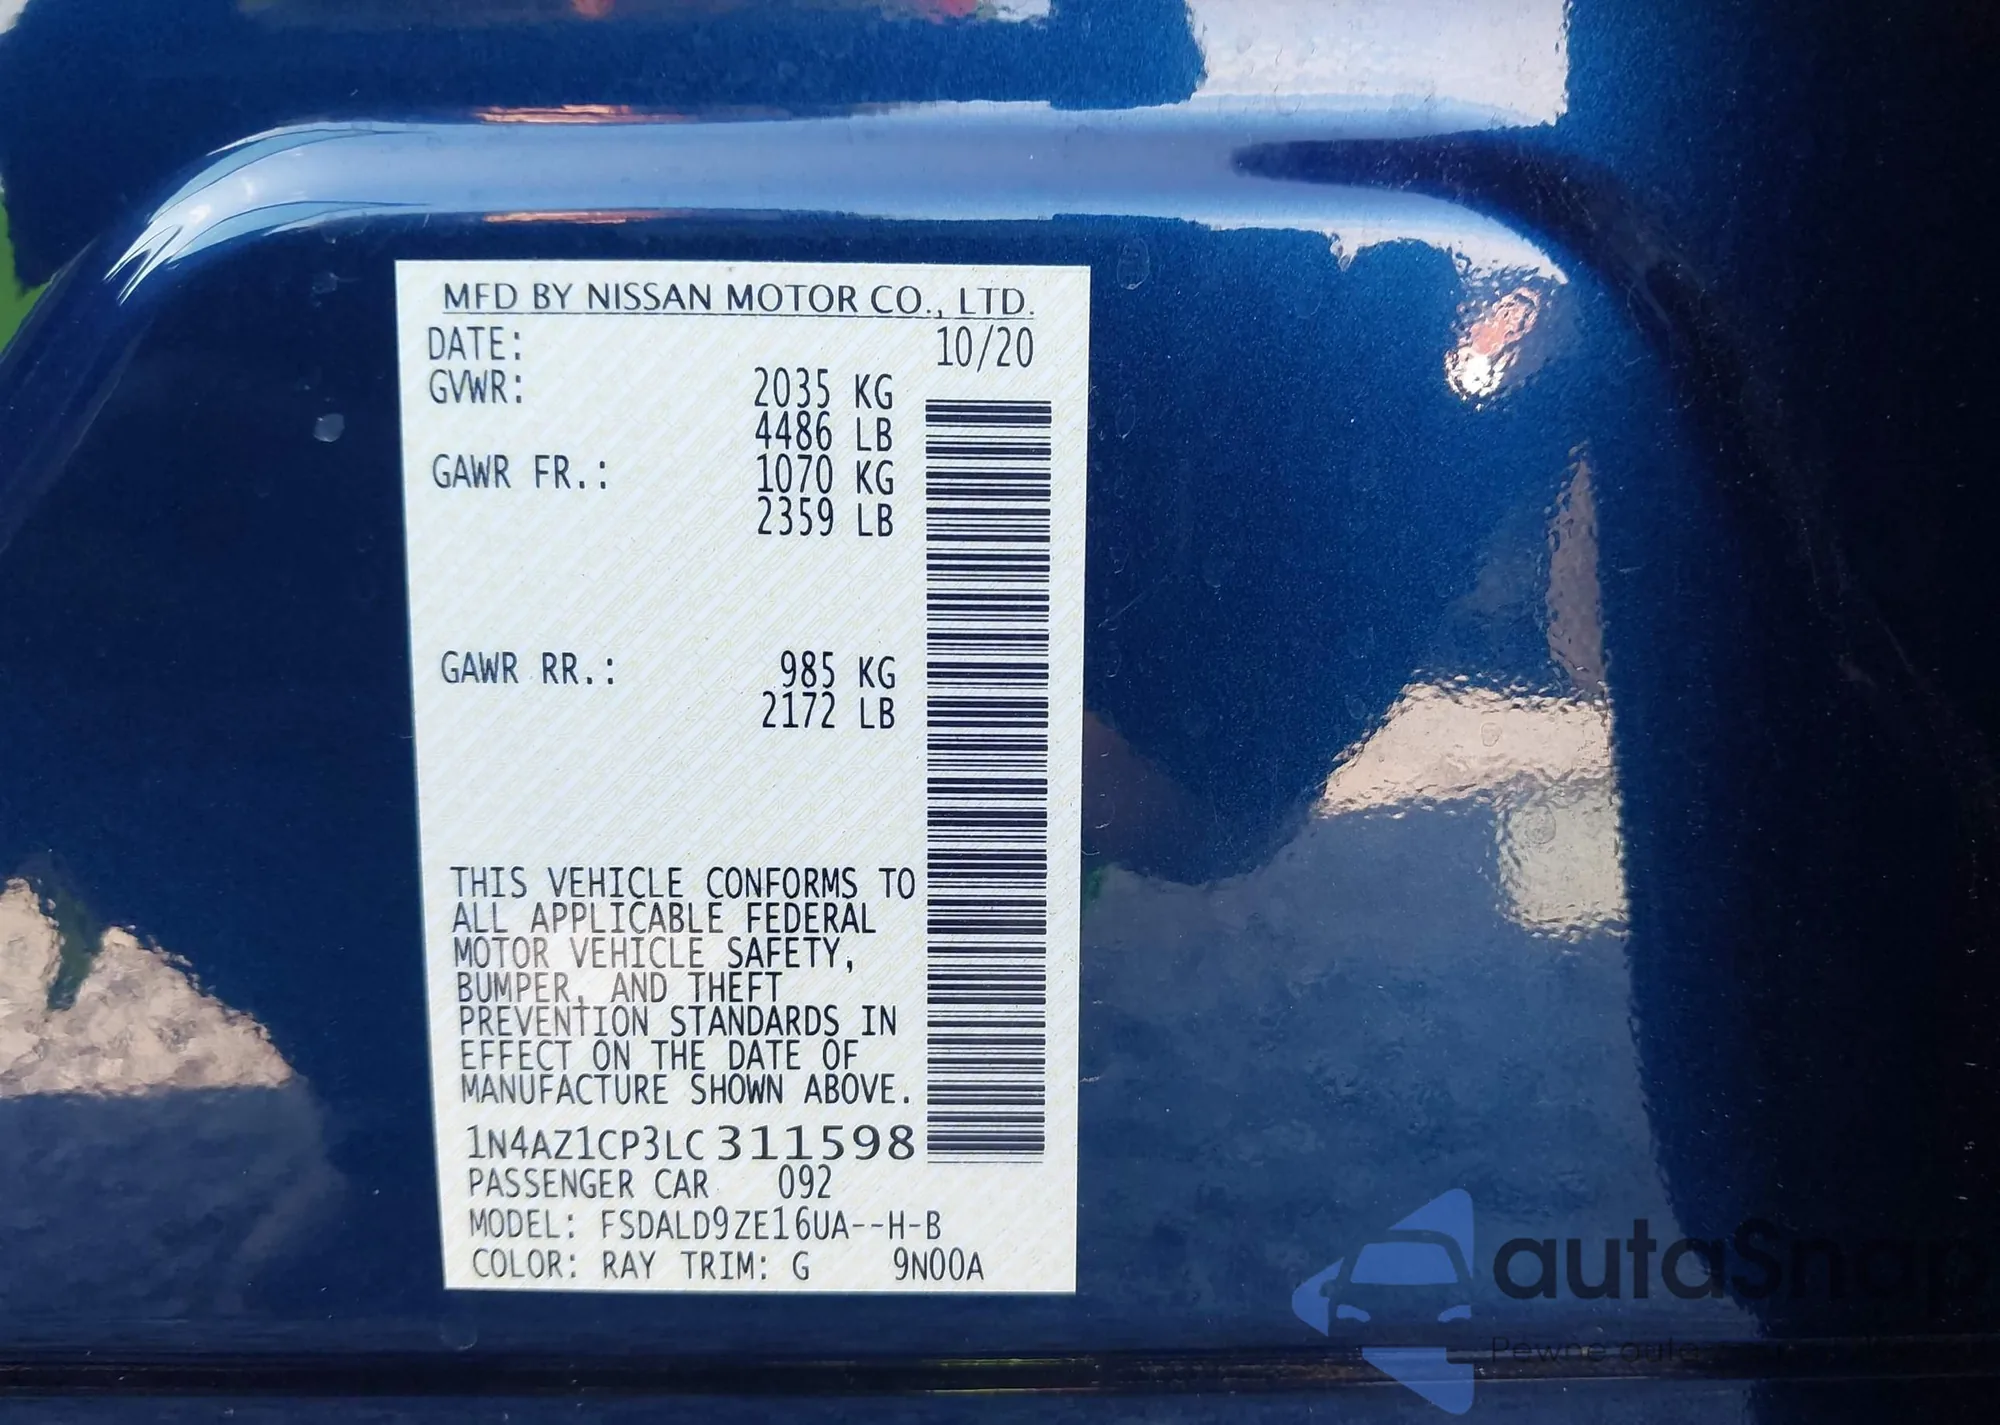 MFD BY NISSAN MOTOR CO., LTD.
DATE: 10/20
GVWR: 2035 KG
4486 LB
GAWR FR.: 1070 KG
2359 LB
GAWR RR.: 985 KG
2172 LB
THIS VEHICLE CONFORMS TO
ALL APPLICABLE FEDERAL
MOTOR VEHICLE SAFETY,
BUMPER, AND THEFT
PREVENTION STANDARDS IN
EFFECT ON THE DATE OF
MANUFACTURE SHOWN ABOVE.
1N4AZ1CP3LC311598
PASSENGER CAR 092
MODEL: FSDALD9ZE16UA--H-B
COLOR: RAY TRIM: G 9N00A
autaSnap
Pewne auta